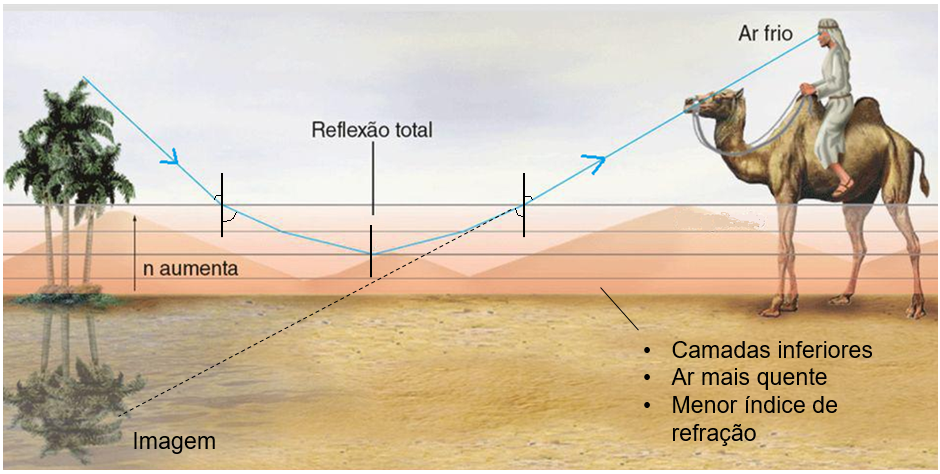 Ar frio
Reflexão total
n aumenta
• Camadas inferiores
• Ar mais quente
• Menor índice de
refração
Imagem